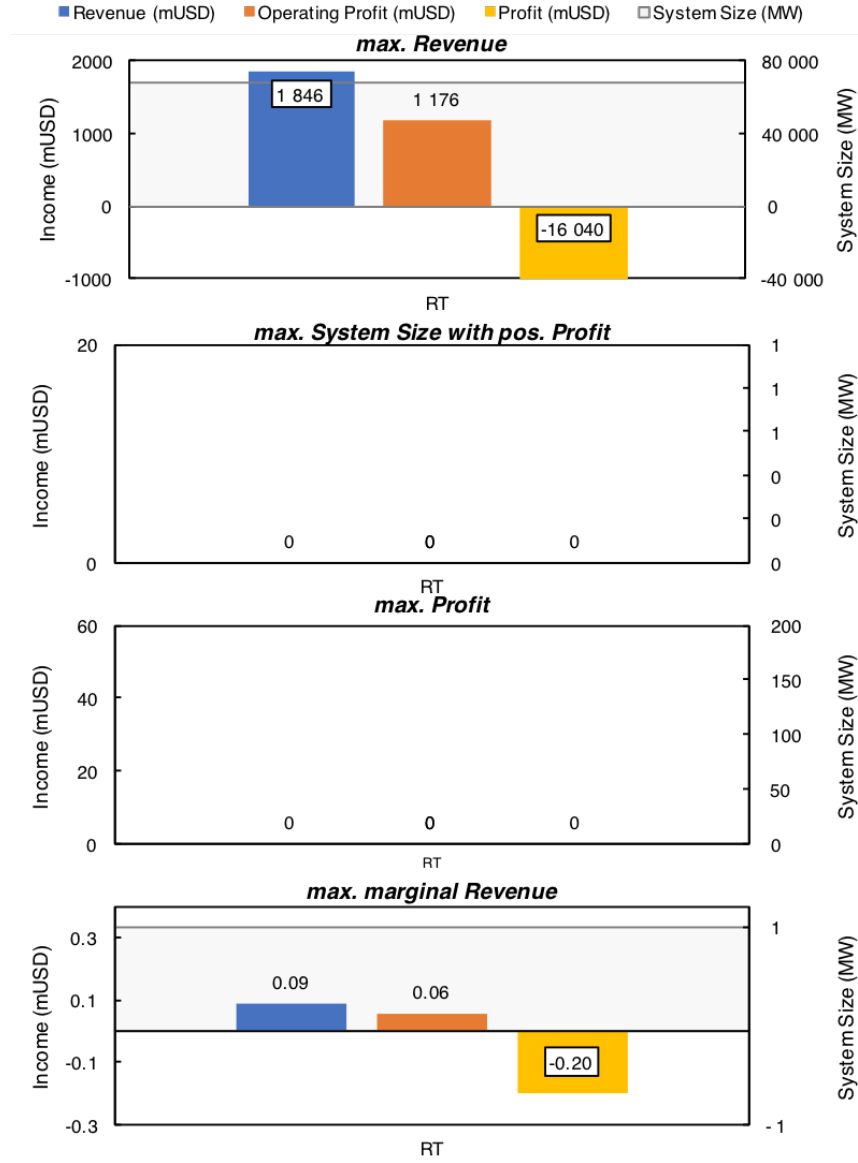 Revenue (mUSD) Operating Profit (mUSD) Profit (mUSD) System Size (MW)
max. Revenue
2000 80 000
1 846 1 176
1000 40 000
Income (mUSD) System Size (MW)
0 0
-16 040
-1000 -40 000
RT
max. System Size with pos. Profit
20 1
1
1
Income (mUSD) System Size (MW)
0
0
0 0 0
0 0
RT
max. Profit
60 200
150
40
Income (mUSD) System Size (MW)
100
20
50
0 0 0
0 0
RT
max. marginal Revenue
0.3 1
0.09 0.06
0.1
Income (mUSD) System Size (MW)
-0.1
-0.20
-0.3 -1
RT